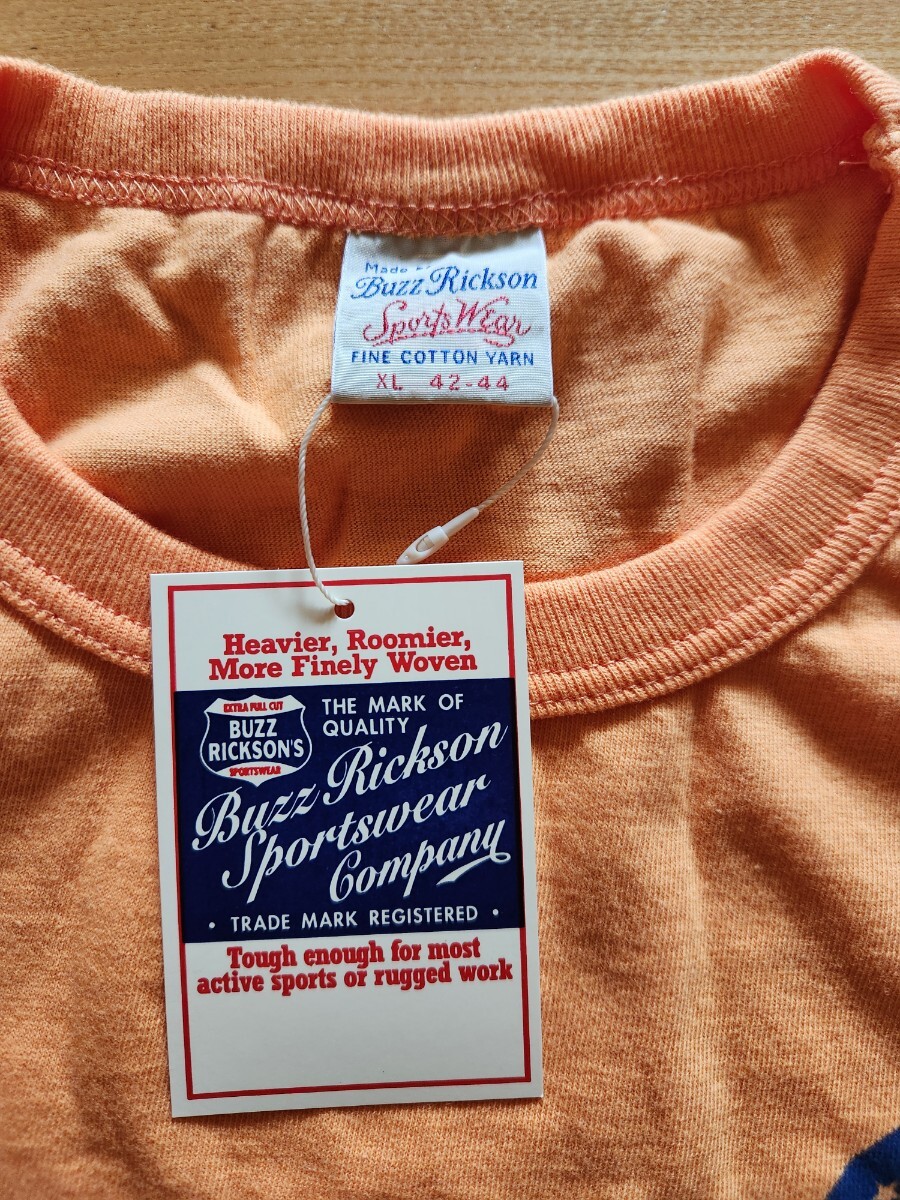 Made
Buzz Rickson
Sports WEar
FINE COTTON YARN
XL 42-44
Heavier, Roomier,
More Finely Woven
EXTRA FULL CUT
BUZZ
RICKSON'S
SPORTSWEAR
THE MARK OF
QUALITY
Buzz Rickson
Sportswear
Company
· TRADE MARK REGISTERED ·
Tough enough for most
active sports or rugged work